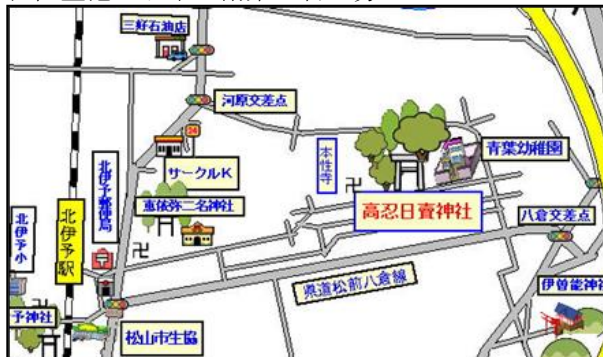 三好石油店
河原交差点
24
サークルK
本性寺
青葉幼稚園
北伊予郵便局
恵依弥二名神社
高忍日賣神社
八倉交差点
北伊予小
北伊予駅
県道松前八倉線
伊曽能神社
予神社
松山市生協